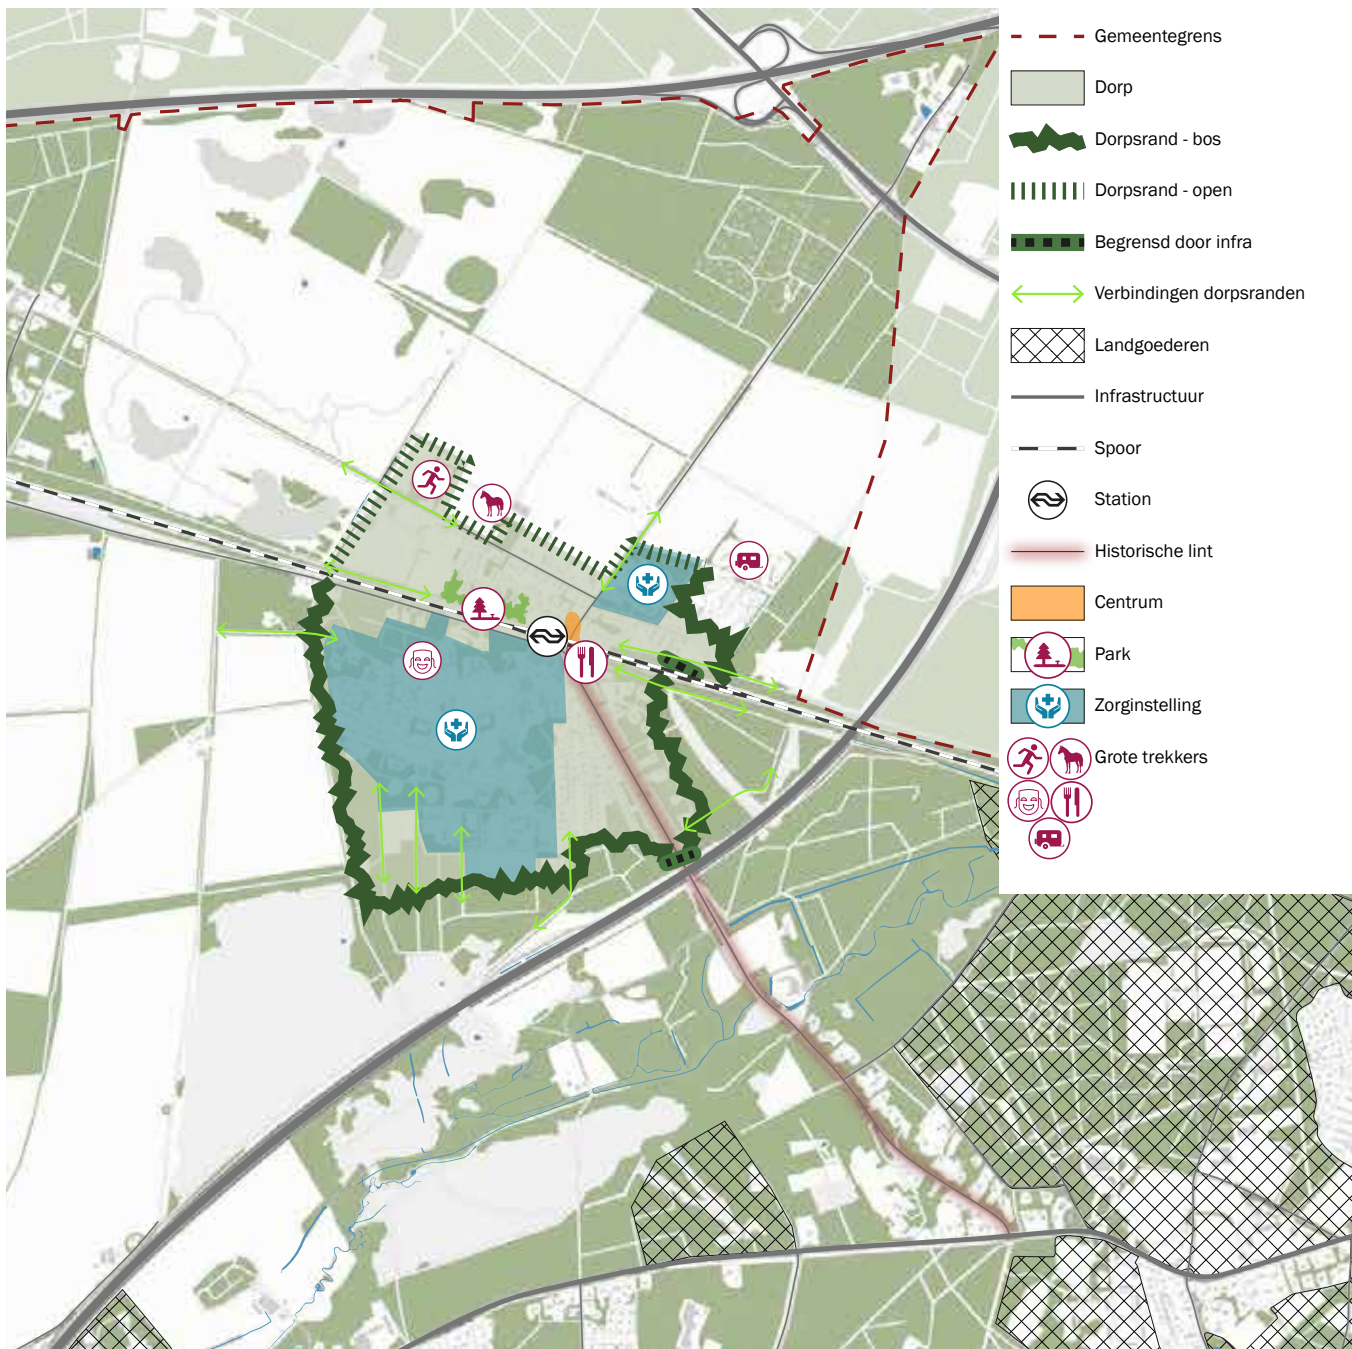 Gemeentegrens
Dorp
Dorpsrand - bos
Dorpsrand - open
Begrensd door infra
Verbindingen dorpsranden
Landgoederen
Infrastructuur
Spoor
Station
Historische lint
Centrum
Park
Zorginstelling
Grote trekkers